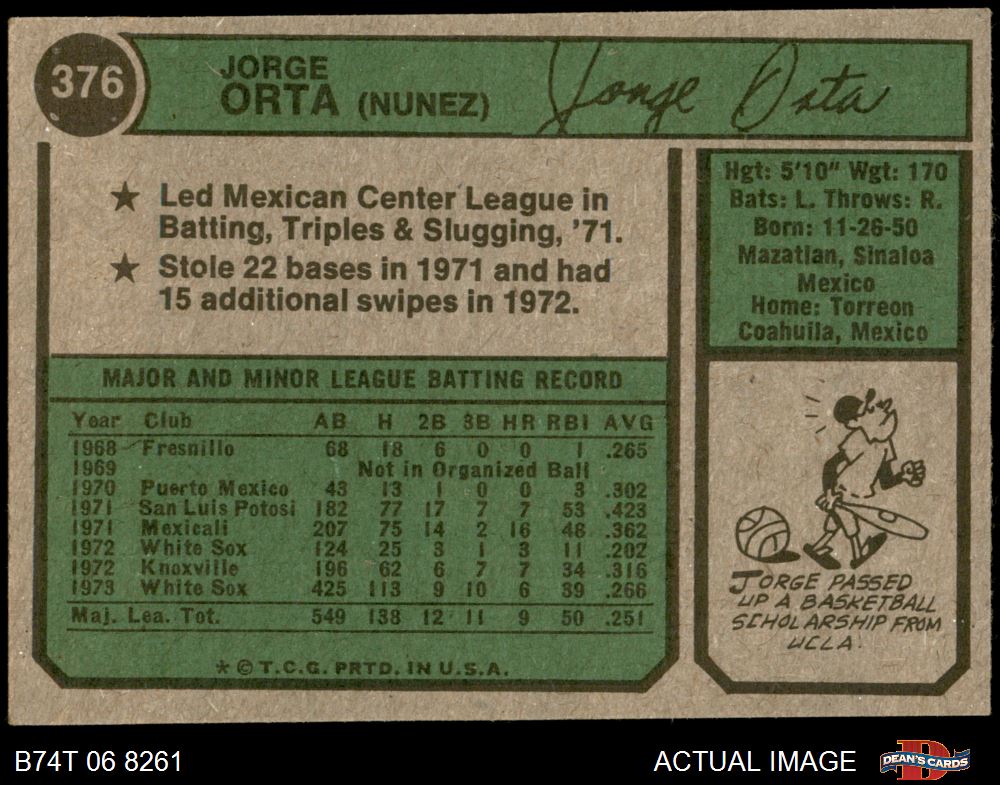 376
JORGE
ORTA (NUNEZ)
Jorge Orta
★ Led Mexican Center League in
Batting, Triples & Slugging, '71.
★ Stole 22 bases in 1971 and had
15 additional swipes in 1972.
Hgt: 5'10" Wgt: 170
Bats: L. Throws: R.
Born: 11-26-50
Mazatlan, Sinaloa
Mexico
Home: Torreon
Coahuila, Mexico
MAJOR AND MINOR LEAGUE BATTING RECORD
Year Club AB H 2B 3B HR RBI AVG
1968 Fresnillo 68 18 6 0 0 1 .265
1969 Not in Organized Ball
1970 Puerto Mexico 43 13 1 0 0 3 .302
1971 San Luis Potosi 182 77 17 7 7 53 .423
1971 Mexicali 207 75 14 2 16 48 .362
1972 White Sox 124 25 3 1 3 11 .202
1972 Knoxville 196 62 6 7 7 34 .316
1973 White Sox 425 113 9 10 6 39 .266
Maj. Lea. Tot. 549 138 12 11 9 50 .251
* © T.C.G. PRTD. IN U.S.A.
JORGE PASSED
UP A BASKETBALL
SCHOLARSHIP FROM
UCLA.
B74T 06 8261
ACTUAL IMAGE
DEAN'S CARDS